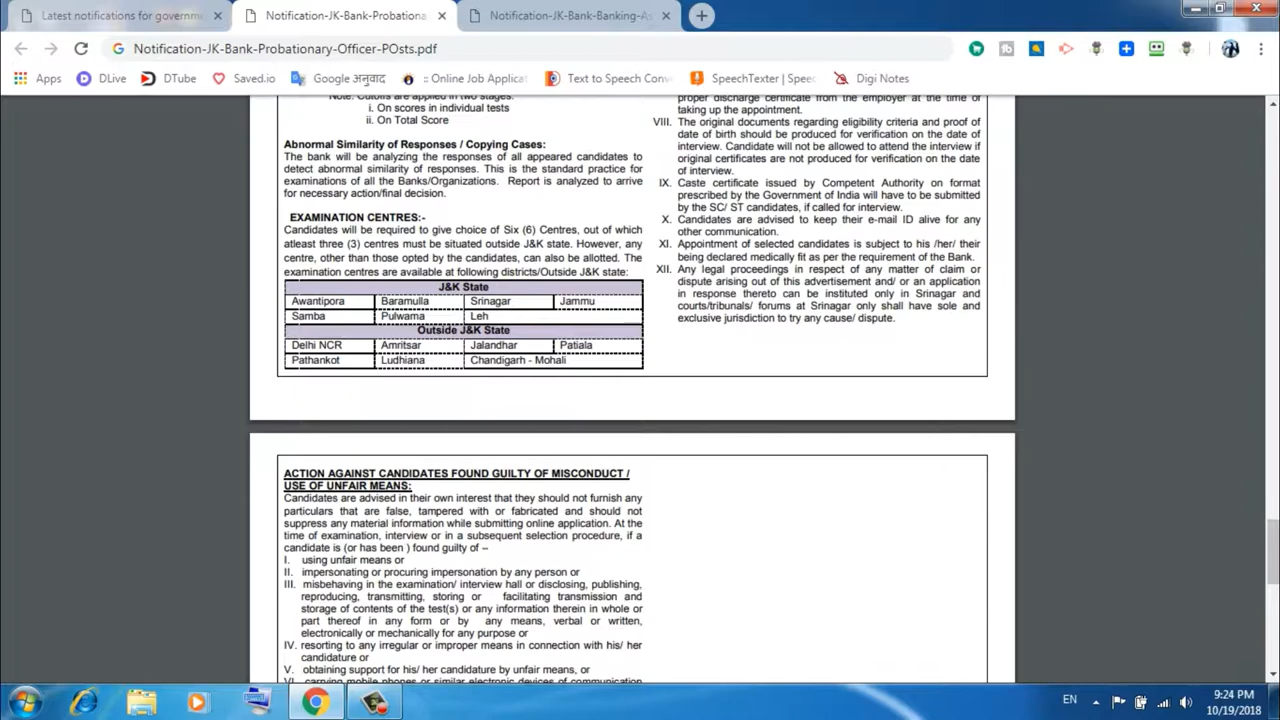 Latest notifications for governme
Notification-JK-Bank-Probationa
Notification-JK-Bank-Banking-As
Notification-JK-Bank-Probationary-Officer-POsts.pdf
Apps
DLive
DTube
Saved.io
Google अनुवाद
:: Online Job Applicat
Text to Speech Conv
SpeechTexter | Spee
Digi Notes
Note: Cutoffs are applied in two stages:
i. On scores in individual tests
ii. On Total Score
Abnormal Similarity of Responses / Copying Cases:
The bank will be analyzing the responses of all appeared candidates to
detect abnormal similarity of responses. This is the standard practice for
examinations of all the Banks/Organizations. Report is analyzed to arrive
for necessary action/final decision.
EXAMINATION CENTRES:-
Candidates will be required to give choice of Six (6) Centres, out of which
atleast three (3) centres must be situated outside J&K state. However, any
centre, other than those opted by the candidates, can also be allotted. The
examination centres are available at following districts/Outside J&K state:
J&K State
Awantipora Baramulla Srinagar Jammu
Samba Pulwama Leh
Outside J&K State
Delhi NCR Amritsar Jalandhar Patiala
Pathankot Ludhiana Chandigarh - Mohali
proper discharge certificate from the employer at the time of
taking up the appointment.
VIII. The original documents regarding eligibility criteria and proof of
date of birth should be produced for verification on the date of
interview. Candidate will not be allowed to attend the interview if
original certificates are not produced for verification on the date
of interview.
IX. Caste certificate issued by Competent Authority on format
prescribed by the Government of India will have to be submitted
by the SC/ ST candidates, if called for interview.
X. Candidates are advised to keep their e-mail ID alive for any
other communication.
XI. Appointment of selected candidates is subject to his /her/ their
being declared medically fit as per the requirement of the Bank.
XII. Any legal proceedings in respect of any matter of claim or
dispute arising out of this advertisement and/ or an application
in response thereto can be instituted only in Srinagar and
courts/tribunals/ forums at Srinagar only shall have sole and
exclusive jurisdiction to try any cause/ dispute.
ACTION AGAINST CANDIDATES FOUND GUILTY OF MISCONDUCT /
USE OF UNFAIR MEANS:
Candidates are advised in their own interest that they should not furnish any
particulars that are false, tampered with or fabricated and should not
suppress any material information while submitting online application. At the
time of examination, interview or in a subsequent selection procedure, if a
candidate is (or has been ) found guilty of –
I. using unfair means or
II. impersonating or procuring impersonation by any person or
III. misbehaving in the examination/ interview hall or disclosing, publishing,
reproducing, transmitting, storing or facilitating transmission and
storage of contents of the test(s) or any information therein in whole or
part thereof in any form or by any means, verbal or written,
electronically or mechanically for any purpose or
IV. resorting to any irregular or improper means in connection with his/ her
candidature or
V. obtaining support for his/ her candidature by unfair means, or
VI. carrying mobile phones or similar electronic devices of communication
EN
9:24 PM
10/19/2018